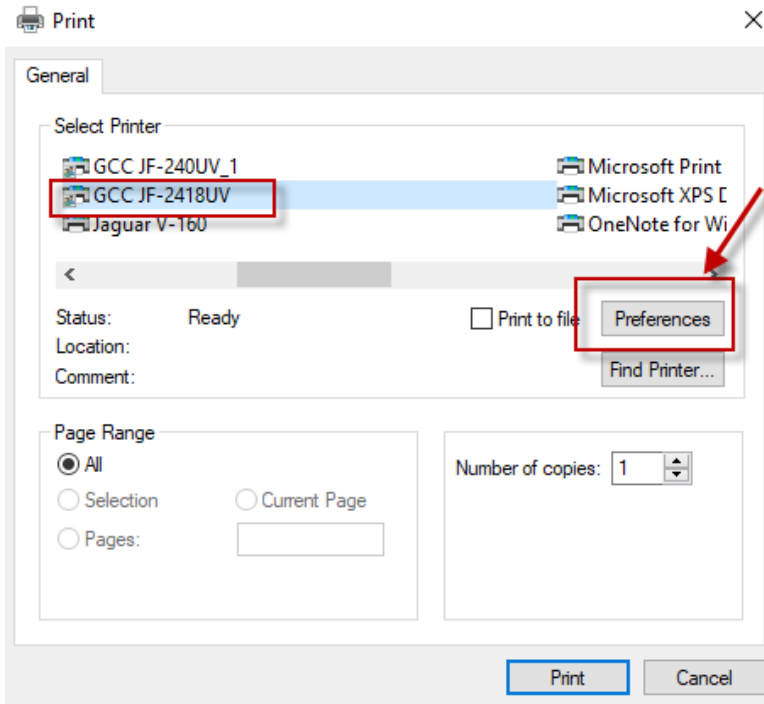 Print
General
Select Printer
GCC JF-240UV_1
GCC JF-2418UV
Jaguar V-160
Microsoft Print
Microsoft XPS
OneNote for Wi
Status: Ready
Print to file
Preferences
Location:
Comment:
Find Printer...
Page Range
All
Selection
Current Page
Pages:
Number of copies: 1
Print
Cancel